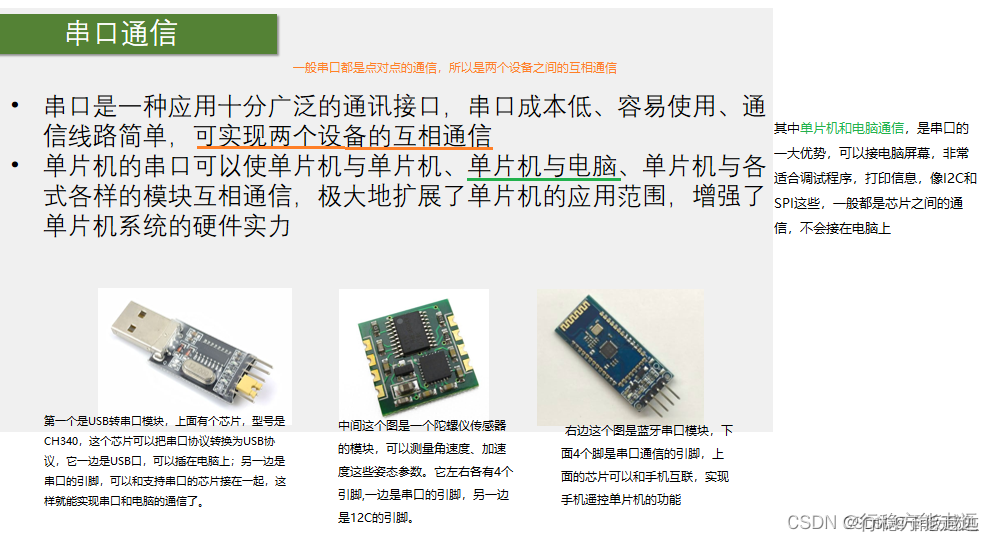 串口通信
一般串口都是点对点的通信，所以是两个设备之间的互相通信
• 串口是一种应用十分广泛的通讯接口，串口成本低、容易使用、通
信线路简单，可实现两个设备的互相通信
• 单片机的串口可以使单片机与单片机、单片机与电脑、单片机与各
式各样的模块互相通信，极大地扩展了单片机的应用范围，增强了
单片机系统的硬件实力
其中单片机和电脑通信，是串口的
一大优势，可以接电脑屏幕，非常
适合调试程序，打印信息，像I2C和
SPI这些，一般都是芯片之间的通
信，不会接在电脑上
第一个是USB转串口模块，上面有个芯片，型号是
CH340，这个芯片可以把串口协议转换为USB协
议，它一边是USB口，可以插在电脑上；另一边是
串口的引脚，可以和支持串口的芯片接在一起，这
样就能实现串口和电脑的通信了。
中间这个图是一个陀螺仪传感器
的模块，可以测量角速度、加速
度这些姿态参数。它左右各有4个
引脚,一边是串口的引脚，另一边
是12C的引脚。
右边这个图是蓝牙串口模块，下
面4个脚是串口通信的引脚，上
面的芯片可以和手机互联，实现
手机遥控单片机的功能
CSDN @行稳方能走远